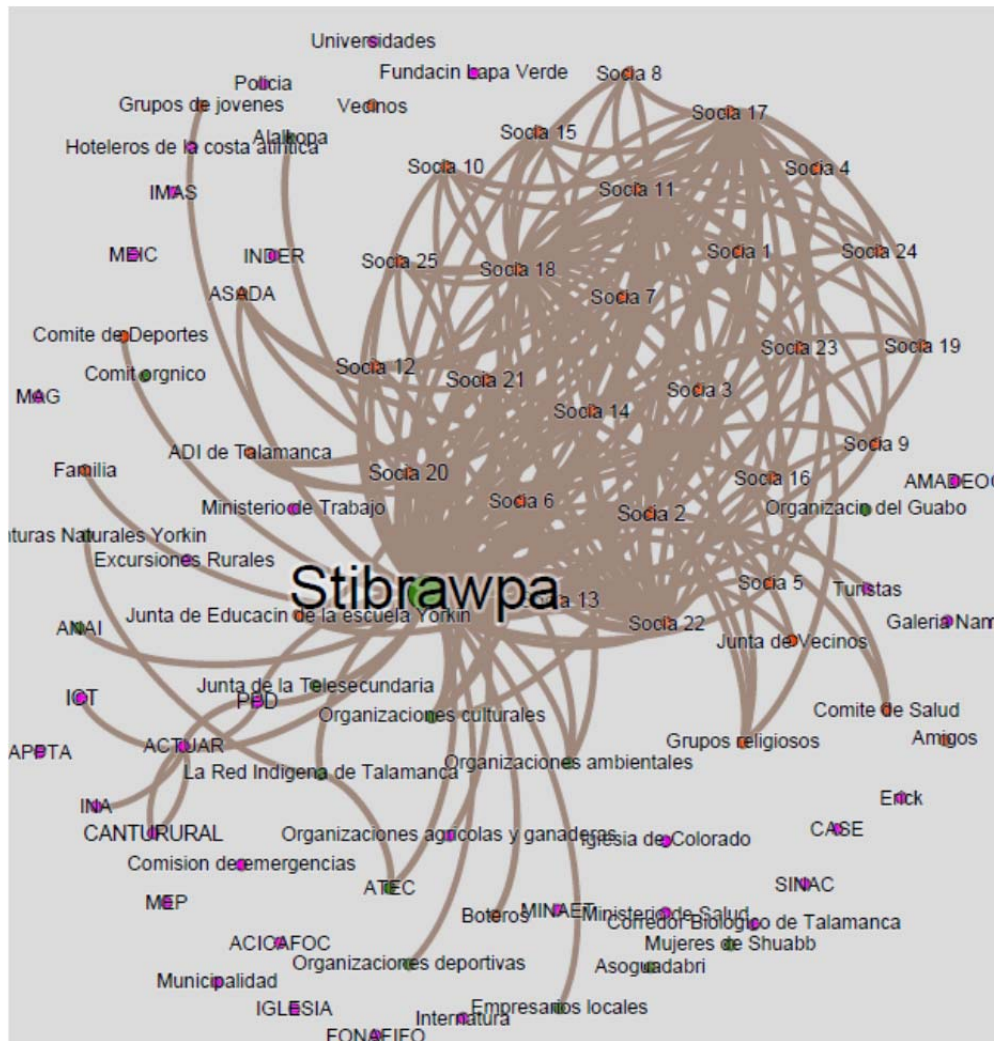 Universidades
Fundacin Lapa Verde
Socia 8
Policia
Grupos de jovenes
Vecinos
Socia 17
Alalkopa
Socia 15
Hoteleros de la costa atlntica
Socia 10
Socia 4
IMAS
Socia 11
MEIC
INDER
Socia 25
Socia 18
Socia 1
Socia 24
ASADA
Socia 7
Comite de Deportes
Socia 23
Socia 19
Comit orgnico
Socia 12
Socia 21
Socia 3
MAG
Socia 14
ADI de Talamanca
Socia 9
Familia
Socia 20
Socia 16
AMADEOC
Ministerio de Trabajo
Socia 6
Socia 2
Organizacio del Guabo
nturas Naturales Yorkin
Excursiones Rurales
Stibrawpa
Socia 5
Turistas
Socia 13
Junta de Educacin de la escuela Yorkin
Socia 22
Galeria Nam
ANAI
Junta de Vecinos
Junta de la Telesecundaria
ICT
PPD
Organizaciones culturales
Comite de Salud
APPTA
ACTUAR
Grupos religiosos
Amigos
La Red Indigena de Talamanca
Organizaciones ambientales
INA
Erick
CANTURURAL
Organizaciones agrícolas y ganaderas
Iglesia de Colorado
CASE
Comision de emergencias
ATEC
SINAC
MEP
Boteros
MINAET
Ministerio de Salud
Corredor Biologico de Talamanca
ACICAFOC
Mujeres de Shuabb
Organizaciones deportivas
Asoguadabri
Municipalidad
IGLESIA
Internatura
Empresarios locales
FONAFIFO